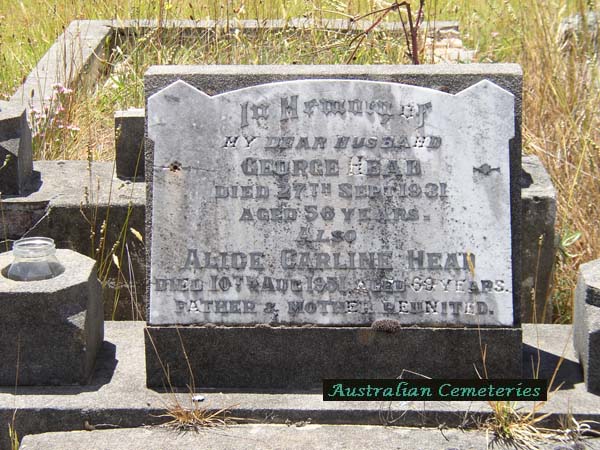 In Memory of
MY DEAR HUSBAND
GEORGE HEAD
DIED 27TH SEPT 1931
AGED 56 YEARS.
ALSO
ALICE CARLINE HEAD
DIED 10TH AUG 1951 AGED 69 YEARS.
FATHER & MOTHER REUNITED.
Australian Cemeteries